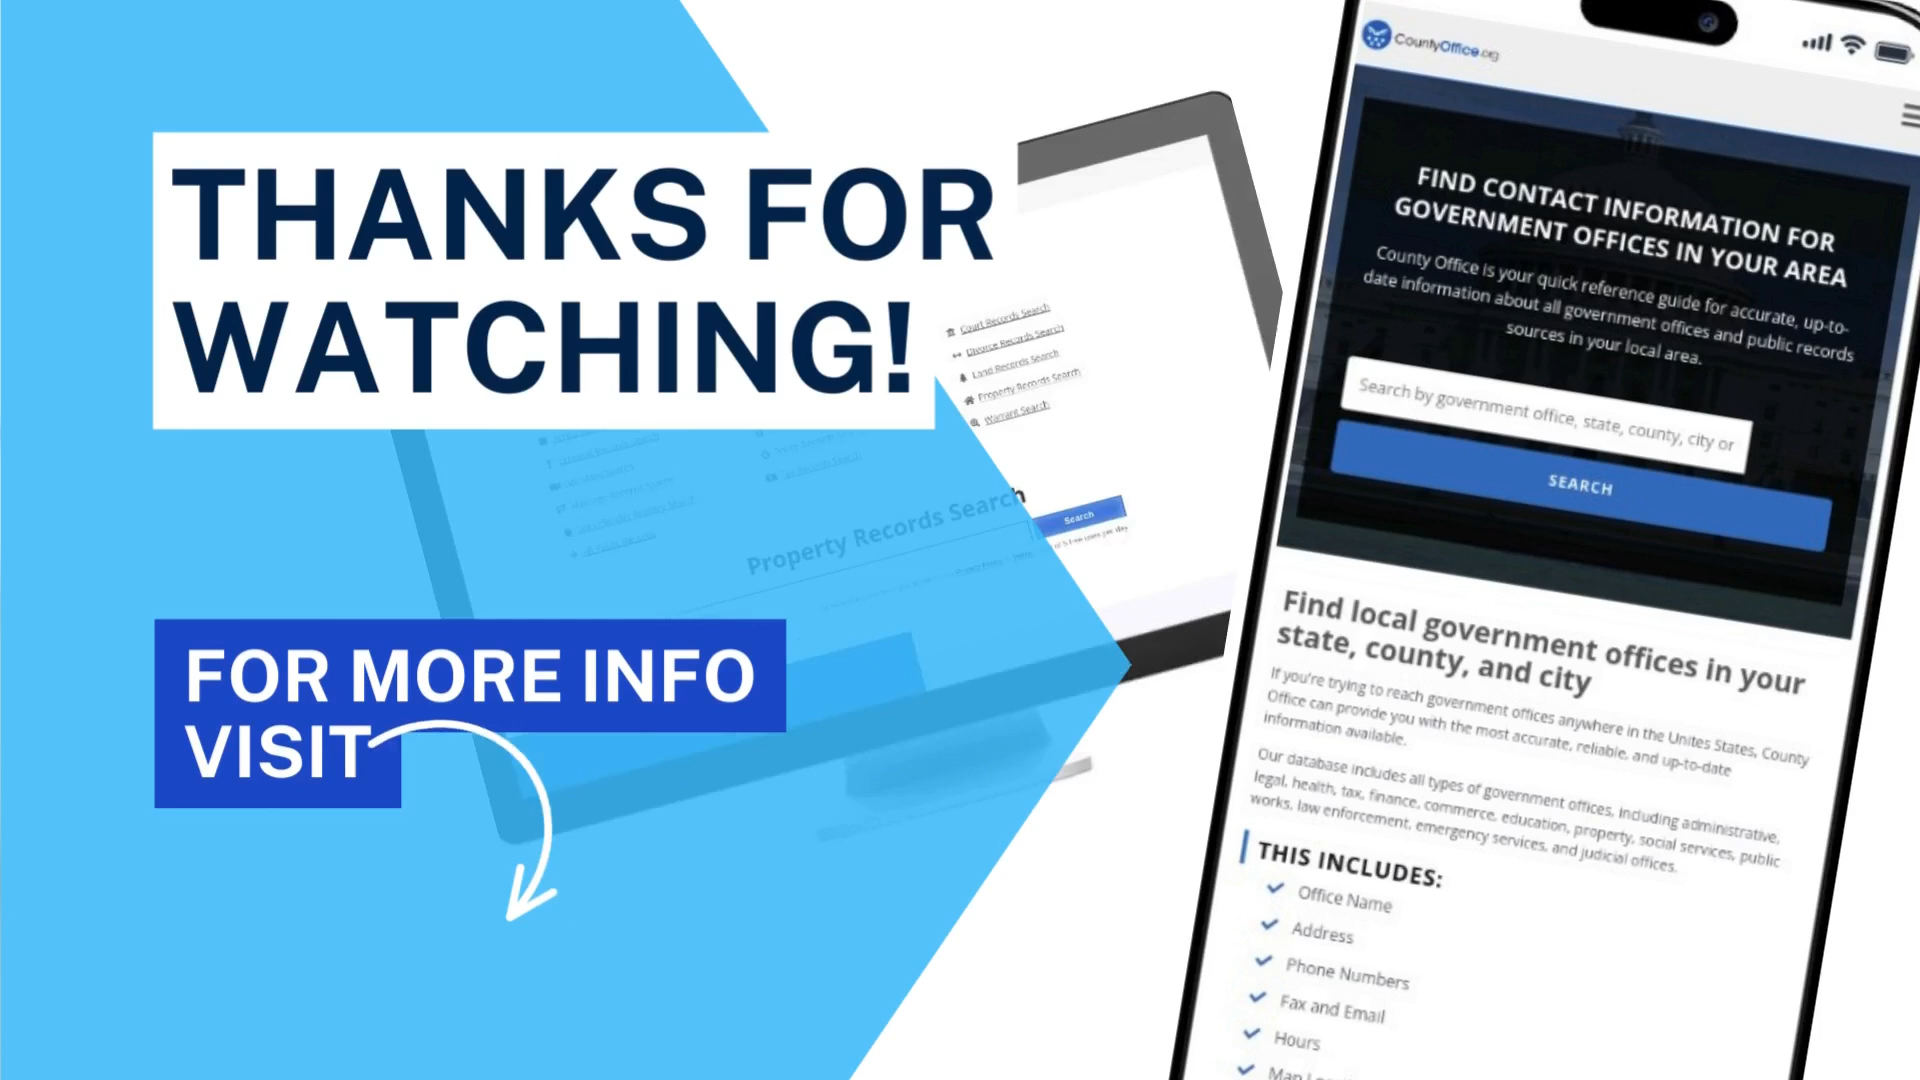 THANKS FOR
WATCHING!
FOR MORE INFO
VISIT
Court Records Search
Divorce Records Search
Land Records Search
Property Records Search
Warrant Search
Property Records Search
Search
of 5 free uses per day
CountyOffice.org
FIND CONTACT INFORMATION FOR
GOVERNMENT OFFICES IN YOUR AREA
County Office is your quick reference guide for accurate, up-to-
date information about all government offices and public records
sources in your local area.
Search by government office, state, county, city or
SEARCH
Find local government offices in your
state, county, and city
If you're trying to reach government offices anywhere in the Unites States, County
Office can provide you with the most accurate, reliable, and up-to-date
information available.
Our database includes all types of government offices, including administrative,
legal, health, tax, finance, commerce, education, property, social services, public
works, law enforcement, emergency services, and judicial offices.
THIS INCLUDES:
Office Name
Address
Phone Numbers
Fax and Email
Hours
Map